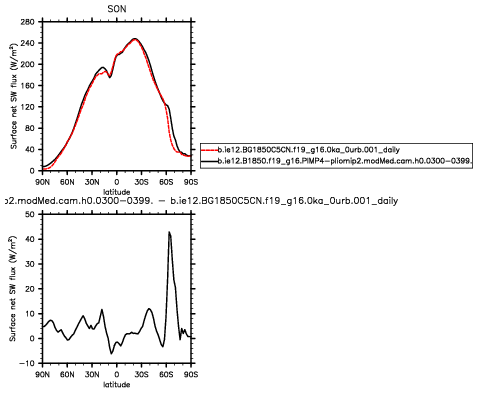 SON
Surface net SW flux (W/m²)
280
240
200
160
120
80
40
0
90N 60N 30N 0 30S 60S 90S
latitude
b.ie12.BG1850C5CN.f19_g16.0ka_0urb.001_daily
b.ie12.B1850.f19_g16.PlMP4-pliomip2.modMed.cam.h0.0300-0399.
p2.modMed.cam.h0.0300-0399. - b.ie12.BG1850C5CN.f19_g16.0ka_0urb.001_daily
Surface net SW flux (W/m²)
50
40
30
20
10
0
-10
90N 60N 30N 0 30S 60S 90S
latitude